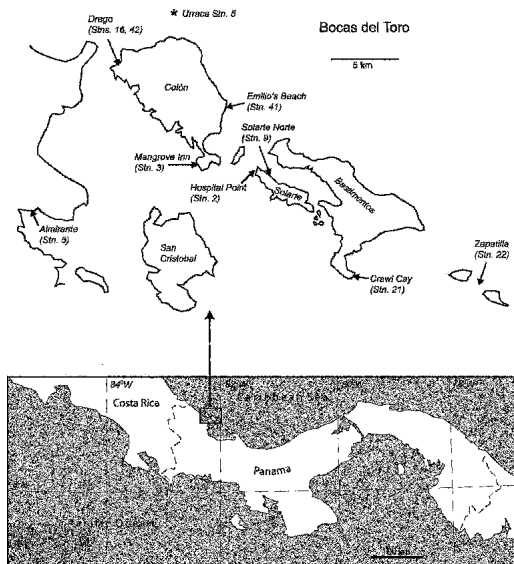 Drego
(Stns. 16, 42)
* Urraca Stn. 5
Bocas del Toro
5 km
Colón
Emilio's Beach
(Stn. 41)
Solarte Norte
(Stn. 9)
Mangrove Inn
(Stn. 3)
Hospital Point
(Stn. 2)
Solarte
Bastimentos
Almirante
(Stn. 5)
San
Cristobal
Zapatilla
(Stn. 22)
Crawl Cay
(Stn. 21)
84°W
Costa Rica
Caribbean Sea
Panama